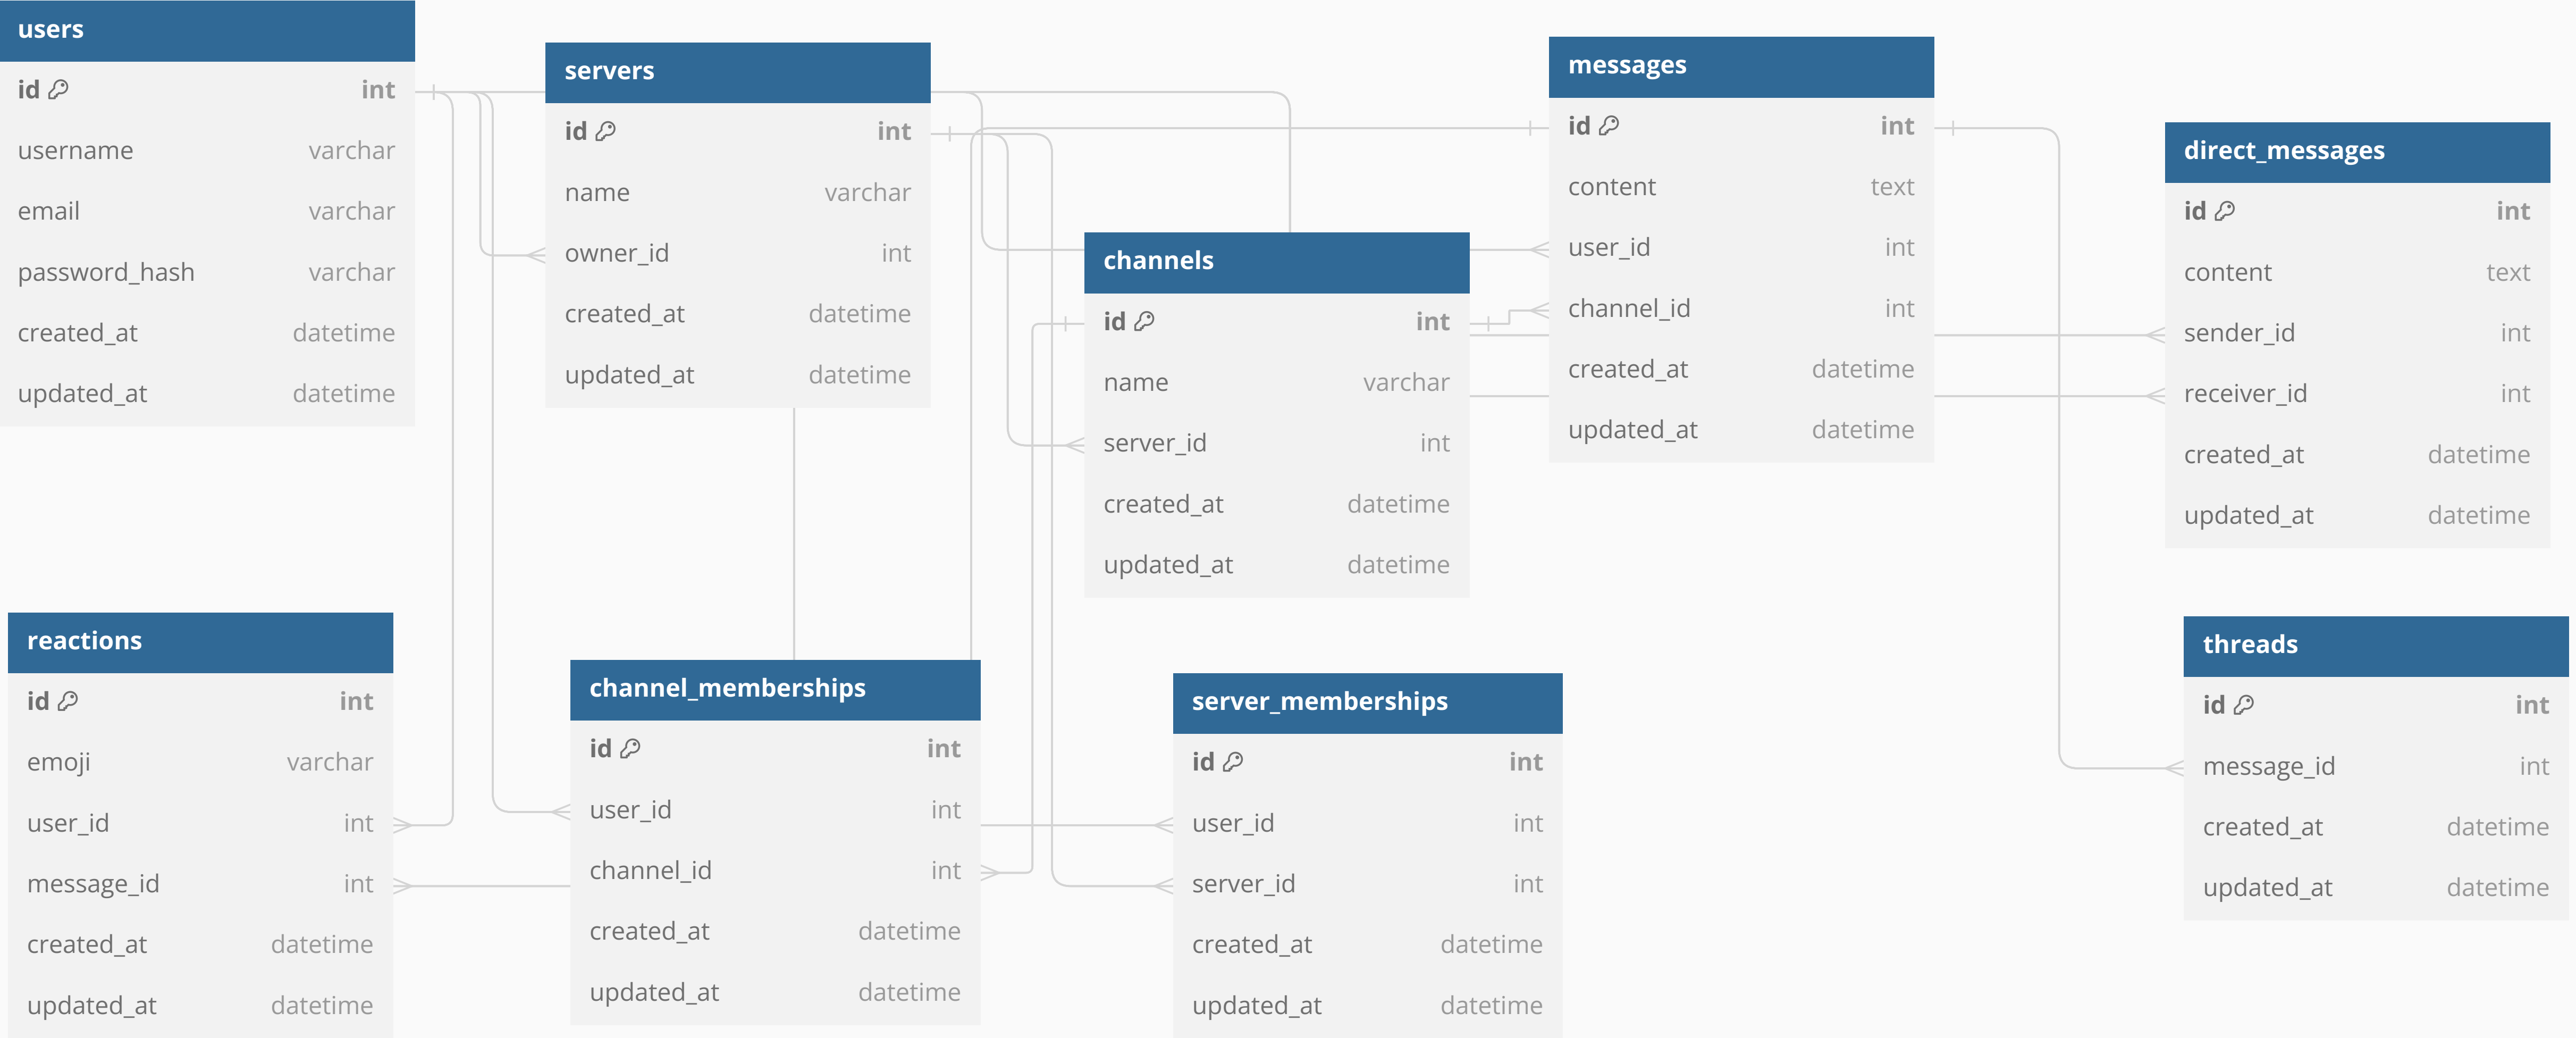 users
id int
username varchar
email varchar
password_hash varchar
created_at datetime
updated_at datetime
servers
id int
name varchar
owner_id int
created_at datetime
updated_at datetime
channels
id int
name varchar
server_id int
created_at datetime
updated_at datetime
messages
id int
content text
user_id int
channel_id int
created_at datetime
updated_at datetime
direct_messages
id int
content text
sender_id int
receiver_id int
created_at datetime
updated_at datetime
reactions
id int
emoji varchar
user_id int
message_id int
created_at datetime
updated_at datetime
channel_memberships
id int
user_id int
channel_id int
created_at datetime
updated_at datetime
server_memberships
id int
user_id int
server_id int
created_at datetime
updated_at datetime
threads
id int
message_id int
created_at datetime
updated_at datetime